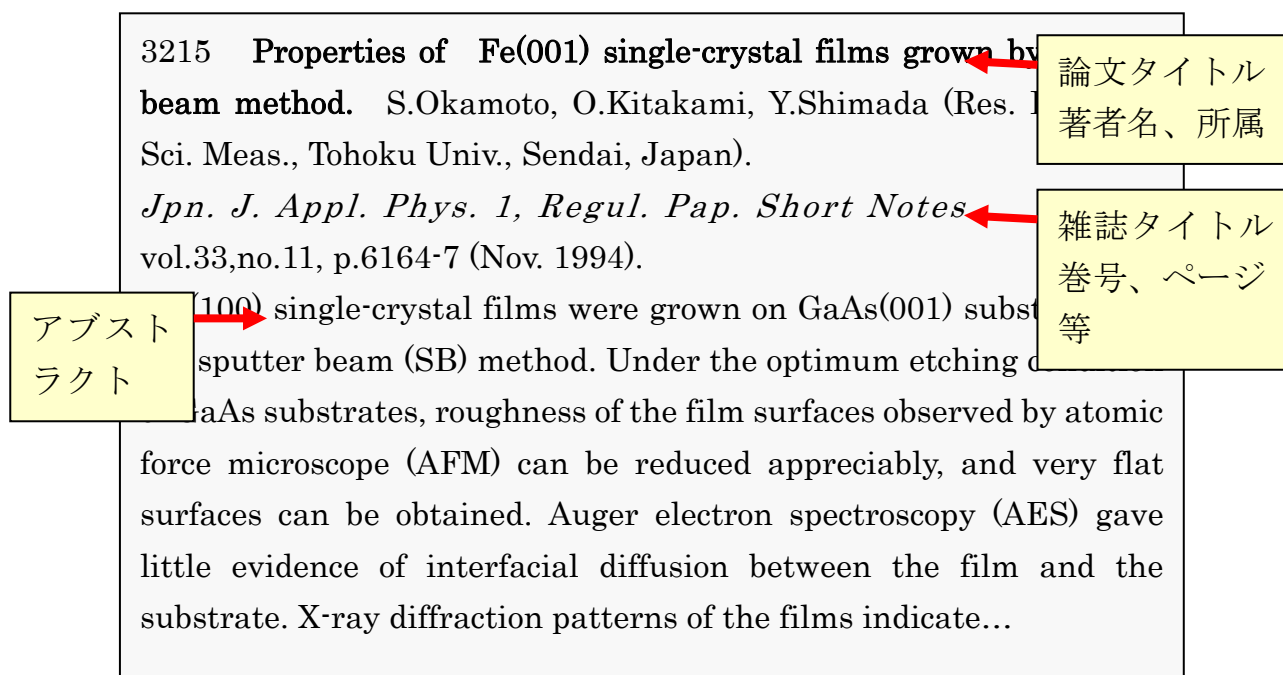 3215 Properties of Fe(001) single-crystal films grown by
beam method. S.Okamoto, O.Kitakami, Y.Shimada (Res.
Sci. Meas., Tohoku Univ., Sendai, Japan).
Jpn. J. Appl. Phys. 1, Regul. Pap. Short Notes
vol.33,no.11, p.6164-7 (Nov. 1994).
(100) single-crystal films were grown on GaAs(001)
sputter beam (SB) method. Under the optimum etching condition
GaAs substrates, roughness of the film surfaces observed by atomic
force microscope (AFM) can be reduced appreciably, and very flat
surfaces can be obtained. Auger electron spectroscopy (AES) gave
little evidence of interfacial diffusion between the film and the
substrate. X-ray diffraction patterns of the films indicate…
論文タイトル
著者名、所属
雑誌タイトル
巻号、ページ
等
アブスト
ラクト